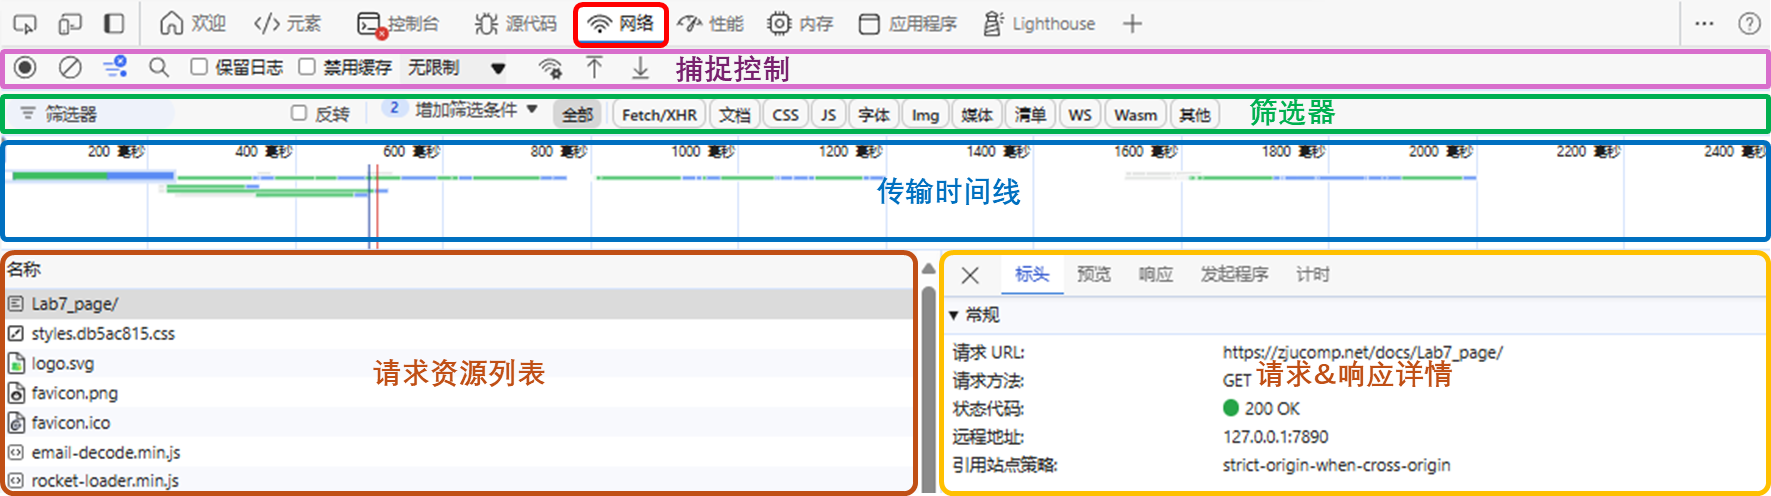 欢迎 元素 控制台 源代码 网络 性能 内存 应用程序 Lighthouse
保留日志 禁用缓存 无限制 捕捉控制
筛选器 反转 2 增加筛选条件 全部 Fetch/XHR 文档 CSS JS 字体 Img 媒体 清单 WS Wasm 其他 筛选器
200 毫秒 400 毫秒 600 毫秒 800 毫秒 1000 毫秒 1200 毫秒 1400 毫秒 1600 毫秒 1800 毫秒 2000 毫秒 2200 毫秒 2400 毫秒
传输时间线
名称
Lab7_page/
styles.db5ac815.css
logo.svg
favicon.png
favicon.ico
email-decode.min.js
rocket-loader.min.js
请求资源列表
标头 预览 响应 发起程序 计时
常规
请求 URL: https://zjucomp.net/docs/Lab7_page/
请求方法: GET
请求&响应详情
状态代码: 200 OK
远程地址: 127.0.0.1:7890
引用站点策略: strict-origin-when-cross-origin